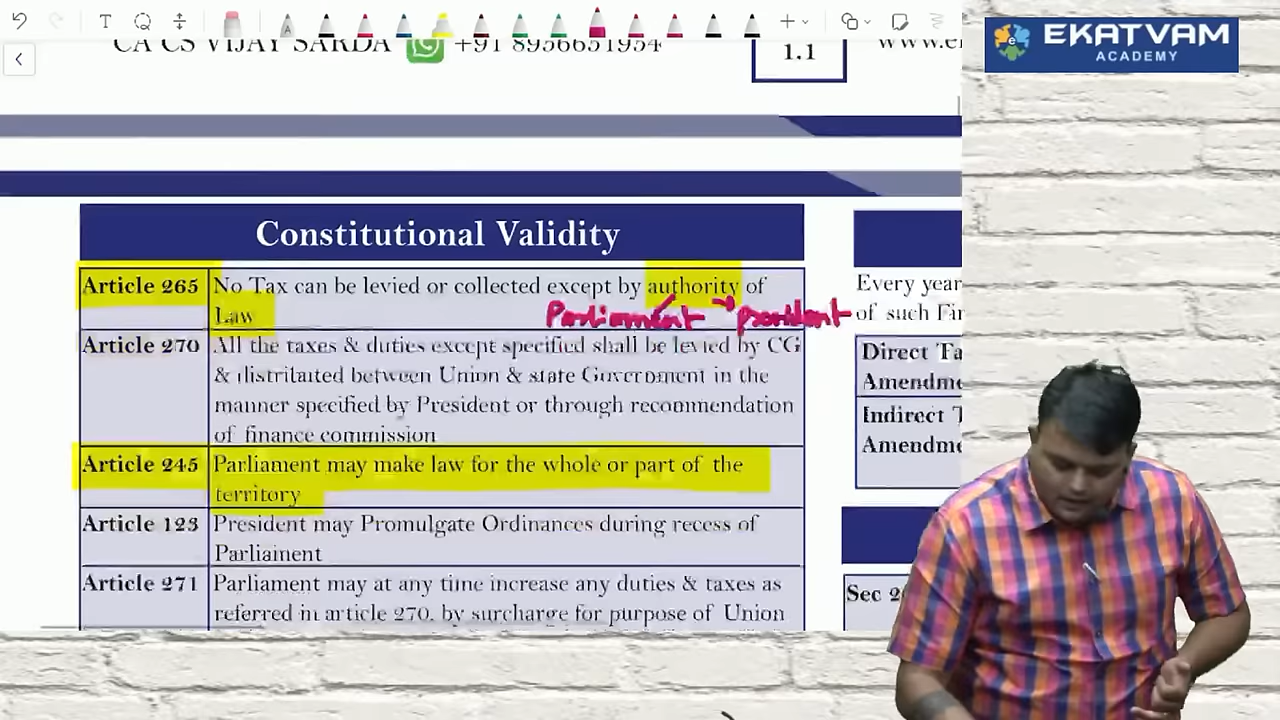 CA CS VIJAY SARDA +91 8956651954
1.1
EKATVAM
ACADEMY
Constitutional Validity
Article 265 No Tax can be levied or collected except by authority of
Law
Parliament president
Article 270 All the taxes & duties except specified shall be levied by CG
& distributed between Union & state Government in the
manner specified by President or through recommendation
of finance commission
Article 245 Parliament may make law for the whole or part of the
territory
Article 123 President may Promulgate Ordinances during recess of
Parliament
Article 271 Parliament may at any time increase any duties & taxes as
referred in article 270. by surcharge for purpose of Union
Every year
of such
Direct
Indirect
Sec